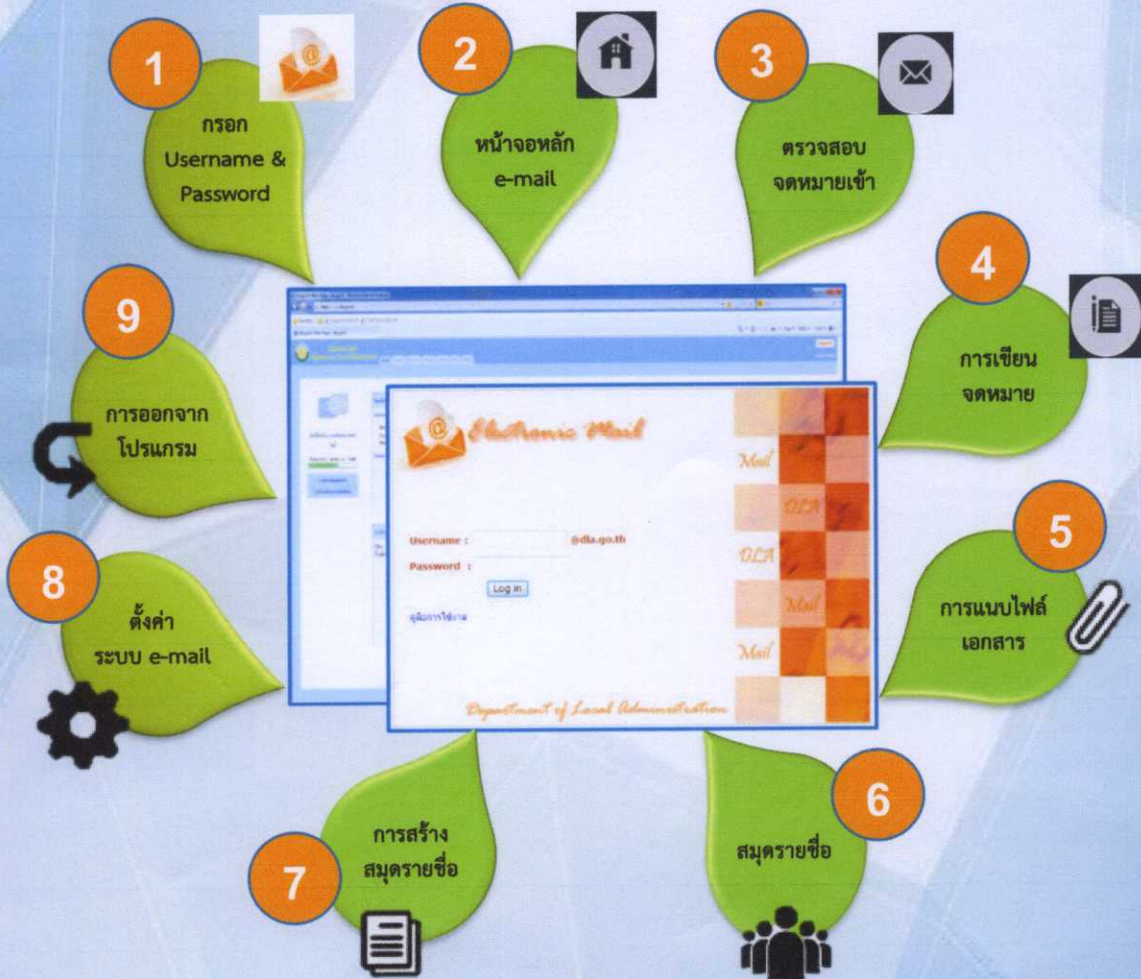 1
กรอก
Username &
Password
2
หน้าจอหลัก
e-mail
3
ตรวจสอบ
จดหมายเข้า
4
การเขียน
จดหมาย
5
การแนบไฟล์
เอกสาร
6
สมุดรายชื่อ
7
การสร้าง
สมุดรายชื่อ
8
ตั้งค่า
ระบบ e-mail
9
การออกจาก
โปรแกรม
Electronic Mail
Username : @dla.go.th
Password :
Log in
คู่มือการใช้งาน
Mail
DLA
DLA
Mail
Mail
Department of Local Administration